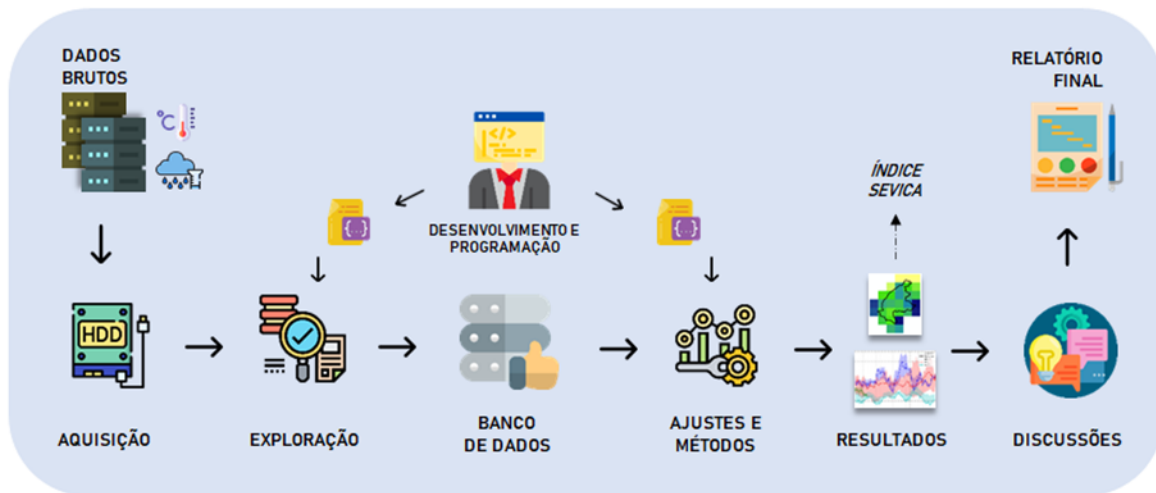 DADOS
BRUTOS
°C
</>
DESENVOLVIMENTO E
PROGRAMAÇÃO
{...}
{...}
ÍNDICE
SEVICA
RELATÓRIO
FINAL
HDD
AQUISIÇÃO
EXPLORAÇÃO
BANCO
DE DADOS
AJUSTES E
MÉTODOS
RESULTADOS
DISCUSSÕES